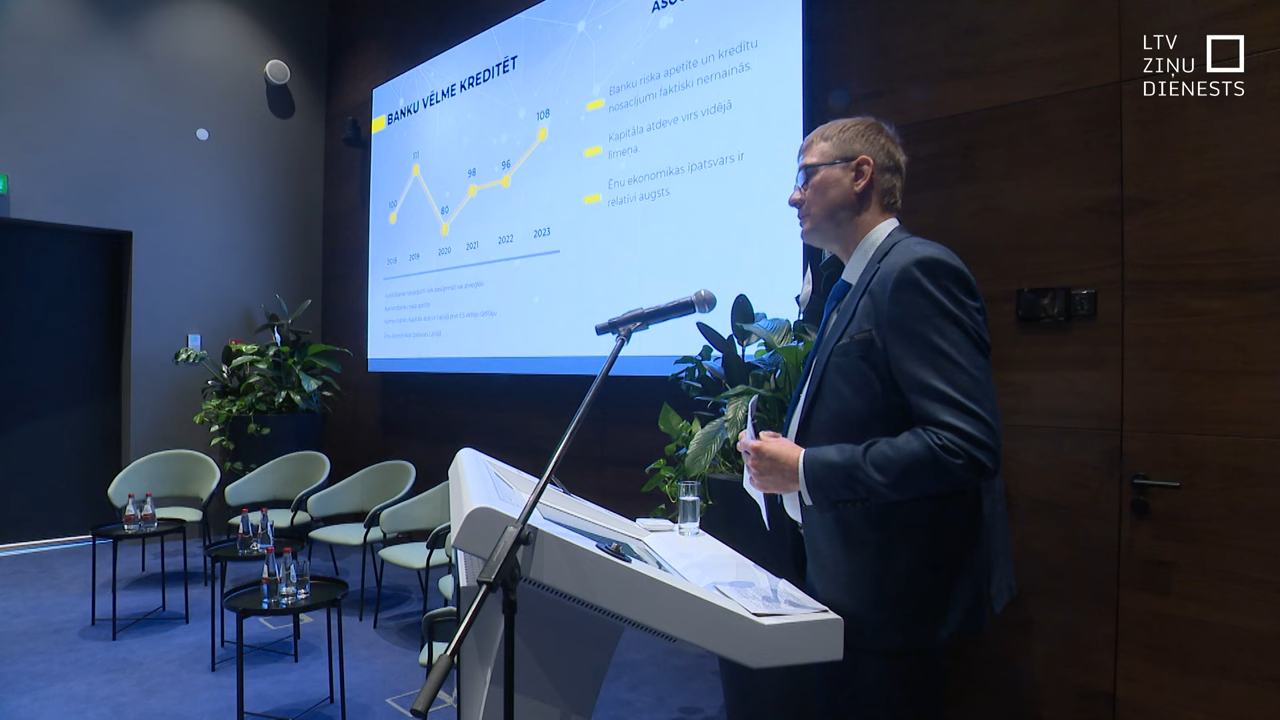 LTV
ZIŅU
DIENESTS
BANKU VĒLME KREDITĒT
100
111
80
98
96
108
2018
2019
2020
2021
2022
2023
Banku riska apetīte un kredītu
nosacījumi faktiski nemainās.
Kapitāla atdeve virs vidējā
līmeņa.
Ēnu ekonomikas īpatsvars ir
relatīvi augsts.